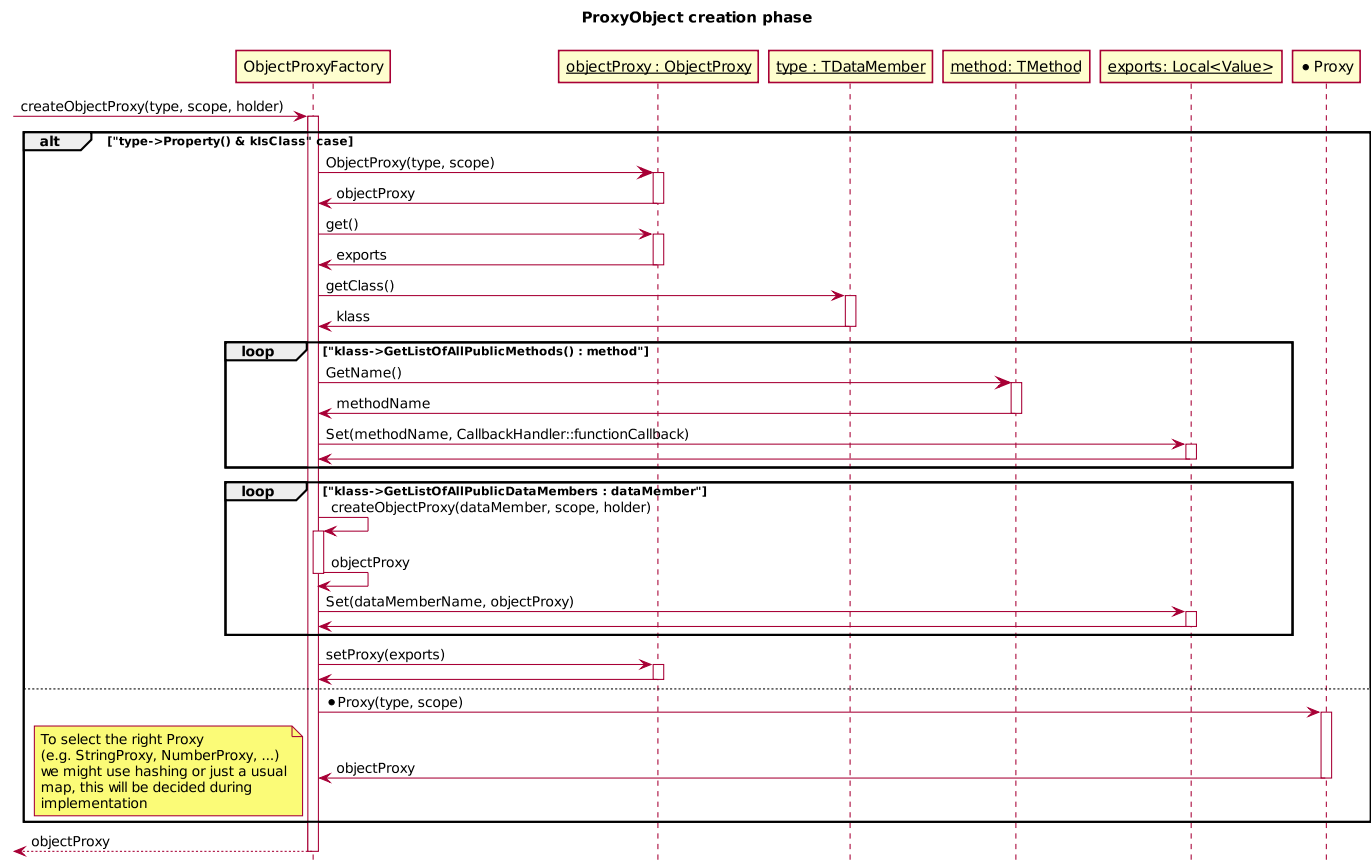 ProxyObject creation phase
ObjectProxyFactory
objectProxy : ObjectProxy
type : TDataMember
method: TMethod
exports: Local<Value>
*Proxy
createObjectProxy(type, scope, holder)
alt
["type->Property() & kIsClass" case]
ObjectProxy(type, scope)
objectProxy
get()
exports
getClass()
klass
loop
["klass->GetListOfAllPublicMethods() : method"]
GetName()
methodName
Set(methodName, CallbackHandler::functionCallback)
loop
["klass->GetListOfAllPublicDataMembers : dataMember"]
createObjectProxy(dataMember, scope, holder)
objectProxy
Set(dataMemberName, objectProxy)
setProxy(exports)
*Proxy(type, scope)
To select the right Proxy
(e.g. StringProxy, NumberProxy, ...)
we might use hashing or just a usual
map, this will be decided during
implementation
objectProxy
objectProxy